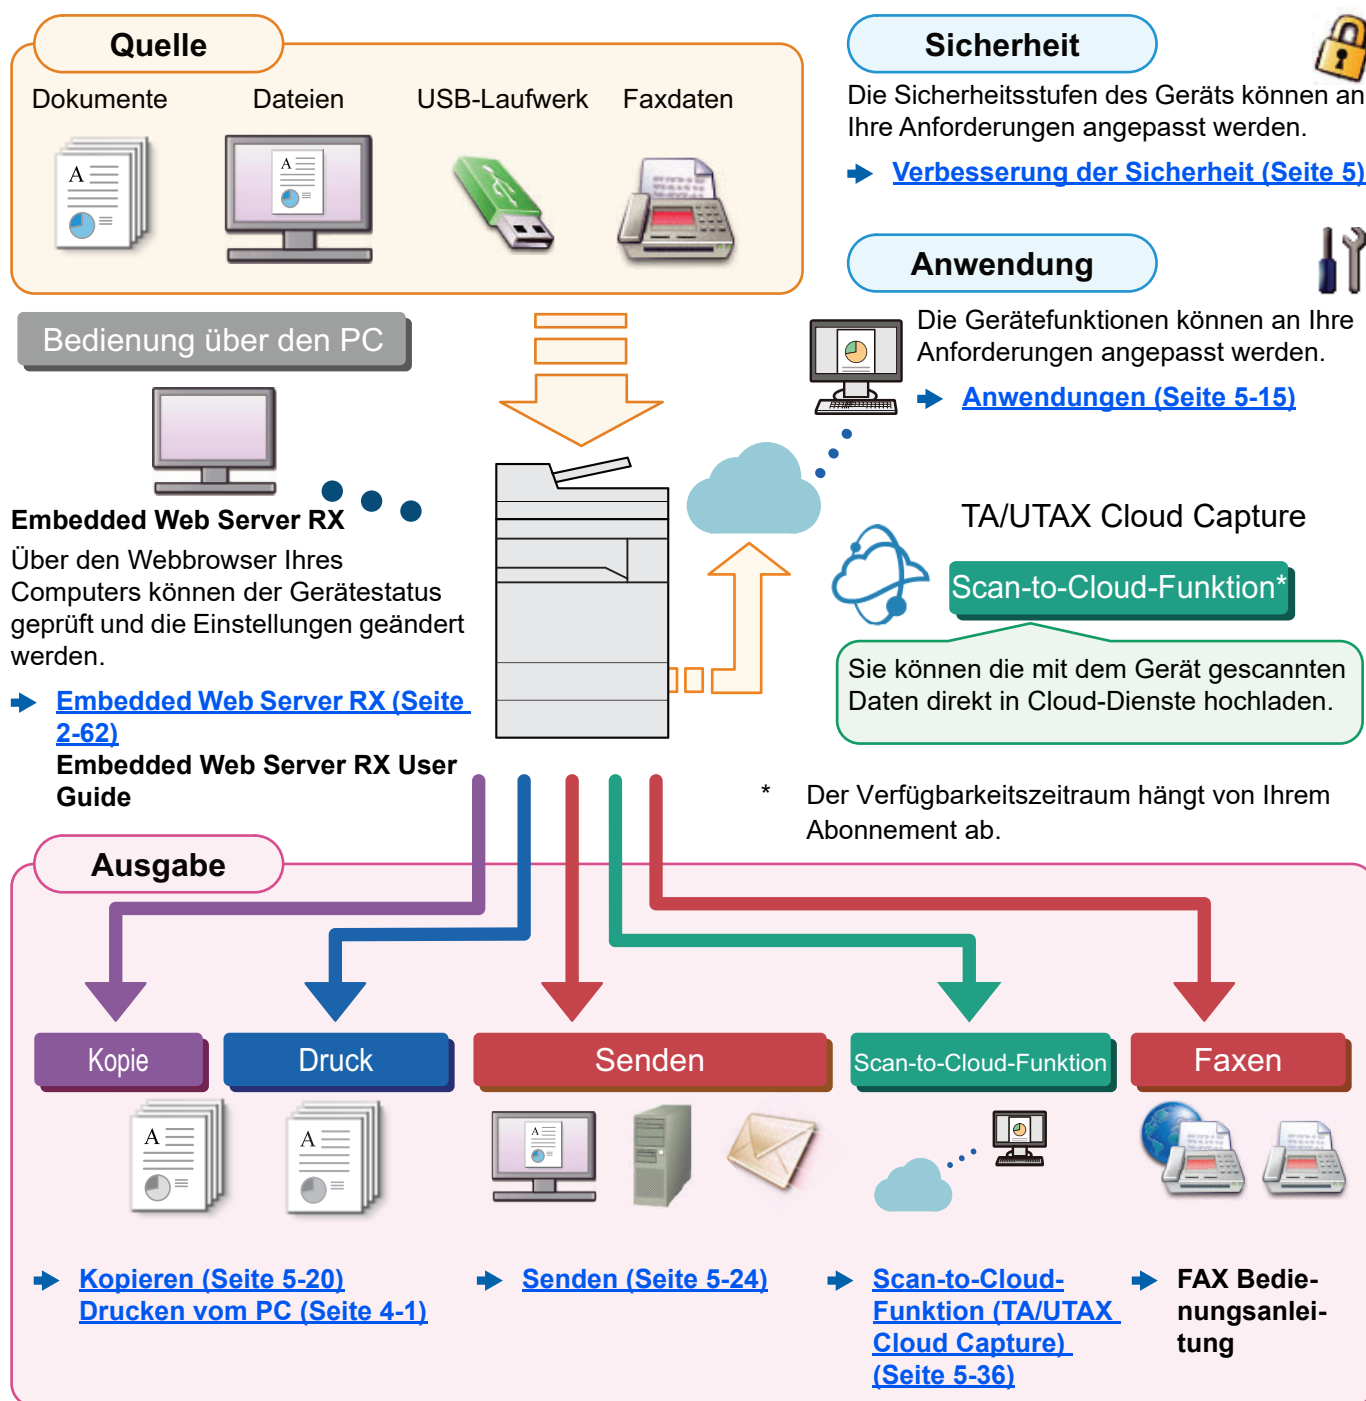 Quelle
Dokumente
Dateien
USB-Laufwerk
Faxdaten
Sicherheit
Die Sicherheitsstufen des Geräts können an
Ihre Anforderungen angepasst werden.
Verbesserung der Sicherheit (Seite 5)
Anwendung
Die Gerätefunktionen können an Ihre
Anforderungen angepasst werden.
Anwendungen (Seite 5-15)
Bedienung über den PC
Embedded Web Server RX
Über den Webbrowser Ihres
Computers können der Gerätestatus
geprüft und die Einstellungen geändert
werden.
Embedded Web Server RX (Seite
2-62)
Embedded Web Server RX User
Guide
TA/UTAX Cloud Capture
Scan-to-Cloud-Funktion*
Sie können die mit dem Gerät gescannten
Daten direkt in Cloud-Dienste hochladen.
* Der Verfügbarkeitszeitraum hängt von Ihrem
Abonnement ab.
Ausgabe
Kopie
Druck
Senden
Scan-to-Cloud-Funktion
Faxen
Kopieren (Seite 5-20)
Drucken vom PC (Seite 4-1)
Senden (Seite 5-24)
Scan-to-Cloud-
Funktion (TA/UTAX
Cloud Capture)
(Seite 5-36)
FAX Bedie-
nungsanlei-
tung